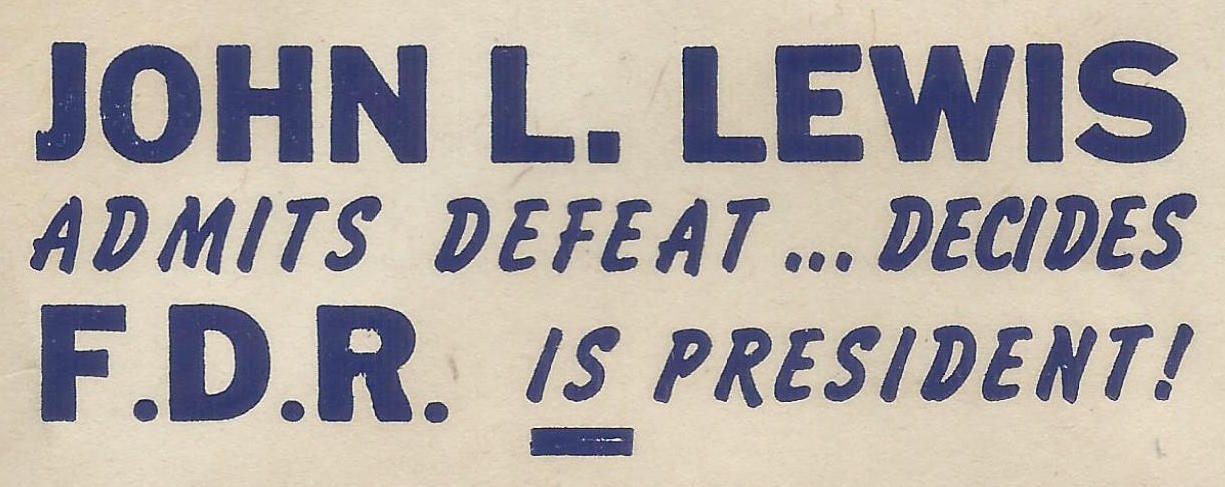 JOHN L. LEWIS
ADMITS DEFEAT... DECIDES
F.D.R. IS PRESIDENT!